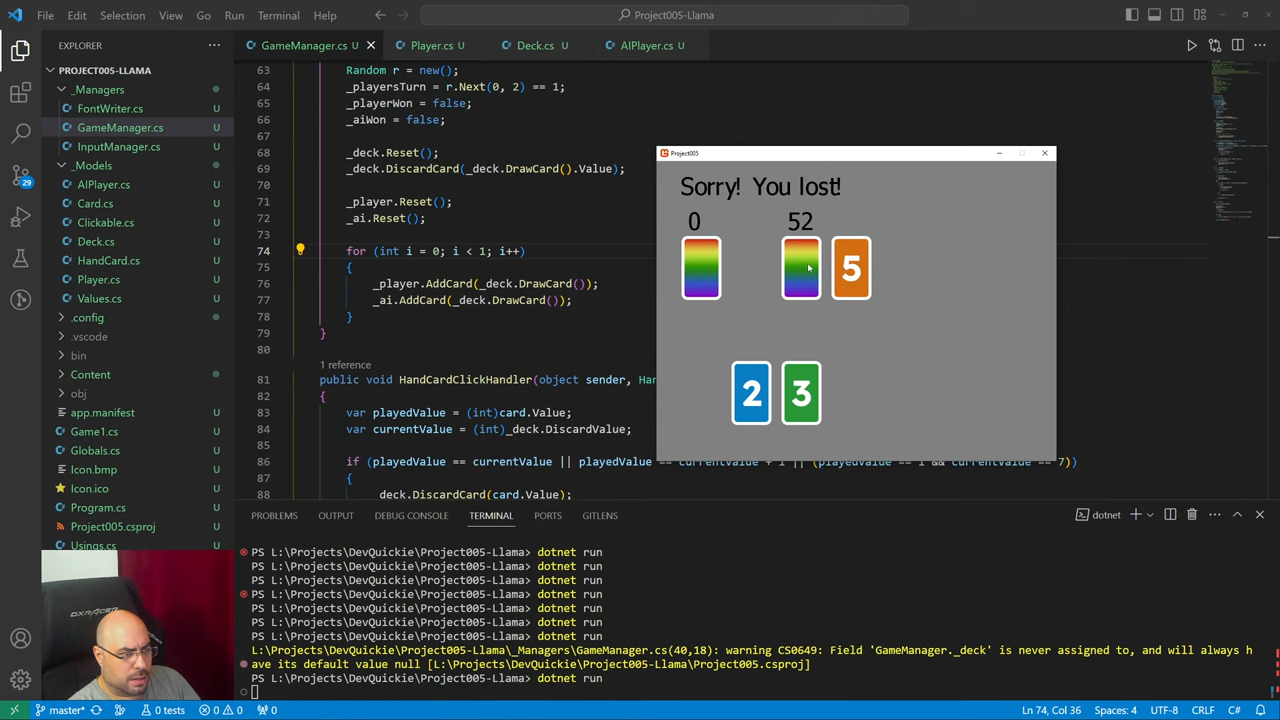 File Edit Selection View Go Run Terminal Help
Project005-Llama
EXPLORER
GameManager.cs U
Player.cs U
Deck.cs U
AIPlayer.cs U
PROJECT005-LLAMA
_Managers
FontWriter.cs U
GameManager.cs U
InputManager.cs U
_Models
AIPlayer.cs U
Card.cs U
Clickable.cs U
Deck.cs U
HandCard.cs U
Player.cs U
Values.cs U
.config
.vscode
bin
Content
obj
app.manifest U
Game1.cs U
Globals.cs U
Icon.bmp U
Icon.ico U
Program.cs U
Project005.csproj U
Usings.cs U
29
63 Random r = new();
64 _playersTurn = r.Next(0, 2) == 1;
65 _playerWon = false;
66 _aiWon = false;
67
68 _deck.Reset();
69 _deck.DiscardCard(_deck.DrawCard().Value);
70
71 _player.Reset();
72 _ai.Reset();
73
74 for (int i = 0; i < 1; i++)
75 {
76 _player.AddCard(_deck.DrawCard());
77 _ai.AddCard(_deck.DrawCard());
78 }
79 }
80
1 reference
81 public void HandCardClickHandler(object sender, Han
82 {
83 var playedValue = (int)card.Value;
84 var currentValue = (int)_deck.DiscardValue;
85
86 if (playedValue == currentValue || playedValue == currentValue + 1 || (playedValue == 1 && currentValue == 7))
87 {
88 _deck.DiscardCard(card.Value);
Project005
Sorry! You lost!
0 52
5
2 3
PROBLEMS OUTPUT DEBUG CONSOLE TERMINAL PORTS GITLENS
dotnet
PS L:\Projects\DevQuickie\Project005-Llama> dotnet run
PS L:\Projects\DevQuickie\Project005-Llama> dotnet run
PS L:\Projects\DevQuickie\Project005-Llama> dotnet run
PS L:\Projects\DevQuickie\Project005-Llama> dotnet run
PS L:\Projects\DevQuickie\Project005-Llama> dotnet run
PS L:\Projects\DevQuickie\Project005-Llama> dotnet run
L:\Projects\DevQuickie\Project005-Llama\_Managers\GameManager.cs(40,18): warning CS0649: Field 'GameManager._deck' is never assigned to, and will always h
ave its default value null [L:\Projects\DevQuickie\Project005-Llama\Project005.csproj]
PS L:\Projects\DevQuickie\Project005-Llama> dotnet run
DXRACER
master* 0 tests 0 0 0
Ln 74, Col 36 Spaces: 4 UTF-8 CRLF C#